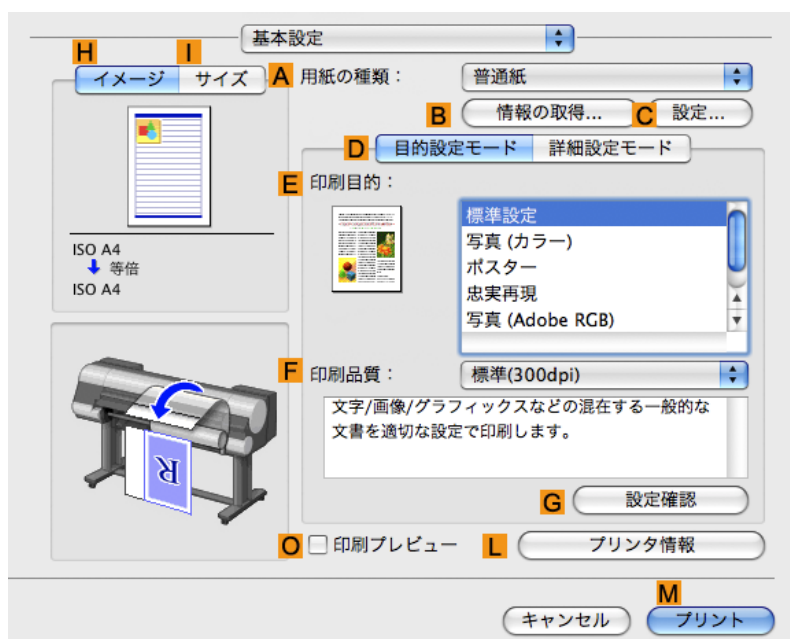 基本設定
H I
イメージ サイズ
A 用紙の種類： 普通紙
B 情報の取得... C 設定...
D 目的設定モード 詳細設定モード
E 印刷目的：
標準設定
写真 (カラー)
ポスター
忠実再現
写真 (Adobe RGB)
ISO A4
等倍
ISO A4
F 印刷品質： 標準(300dpi)
文字/画像/グラフィックスなどの混在する一般的な
文書を適切な設定で印刷します。
R
G 設定確認
O 印刷プレビュー L プリンタ情報
M
キャンセル プリント